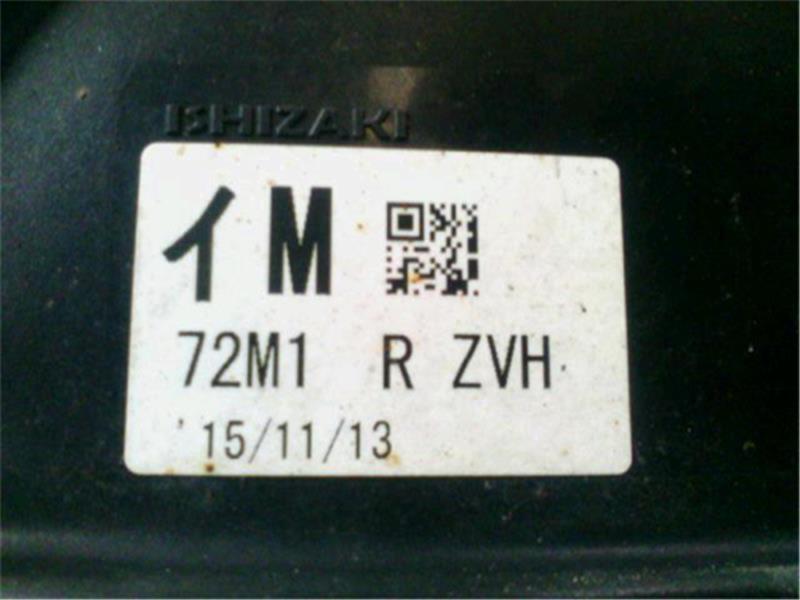 ISHIZAKI
イ M
72M1 R ZVH
'15/11/13